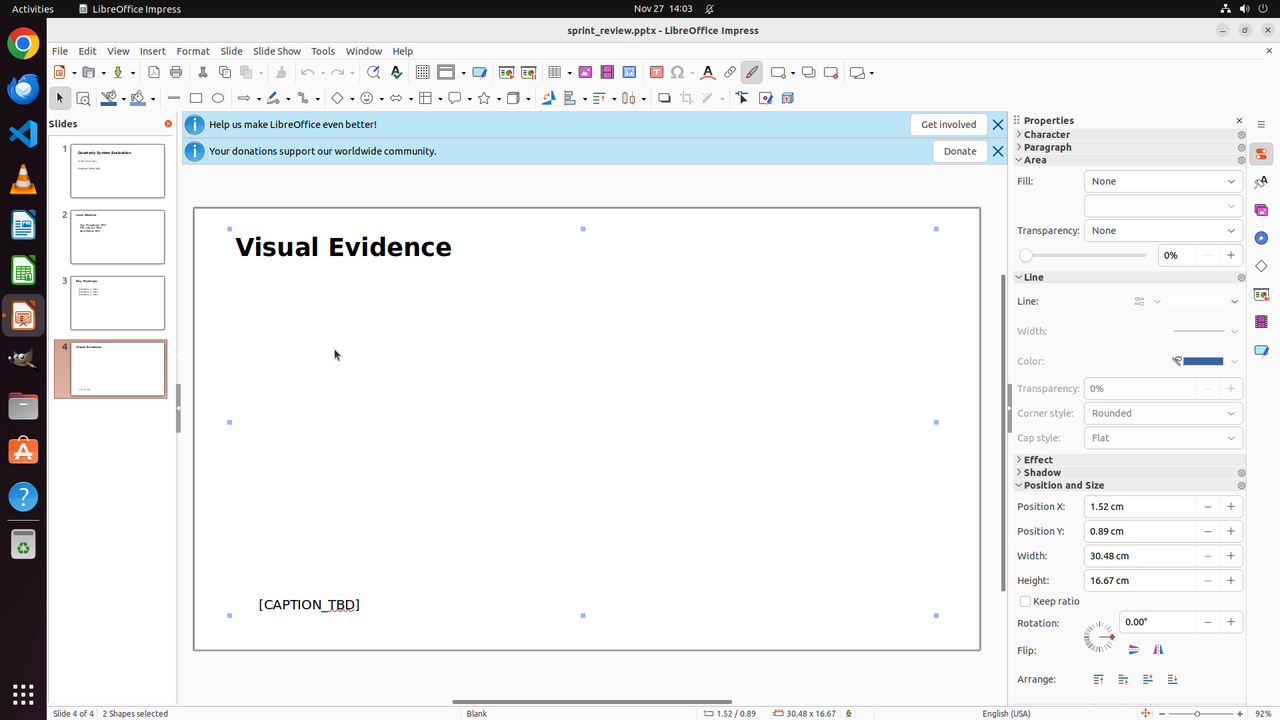 Activities
LibreOffice Impress
Nov 27 14:03
sprint_review.pptx - LibreOffice Impress
File Edit View Insert Format Slide Slide Show Tools Window Help
Slides
Help us make LibreOffice even better!
Get involved
Your donations support our worldwide community.
Donate
1
Quarterly System Evaluation
2
3
Key Findings
4
Visual Evidence
Visual Evidence
[CAPTION_TBD]
Properties
Character
Paragraph
Area
Fill: None
Transparency: None
0%
Line
Line:
Width:
Color:
Transparency: 0%
Corner style: Rounded
Cap style: Flat
Effect
Shadow
Position and Size
Position X: 1.52 cm
Position Y: 0.89 cm
Width: 30.48 cm
Height: 16.67 cm
Keep ratio
Rotation: 0.00°
Flip:
Arrange:
Slide 4 of 4
2 Shapes selected
Blank
1.52 / 0.89
30.48 x 16.67
English (USA)
92%